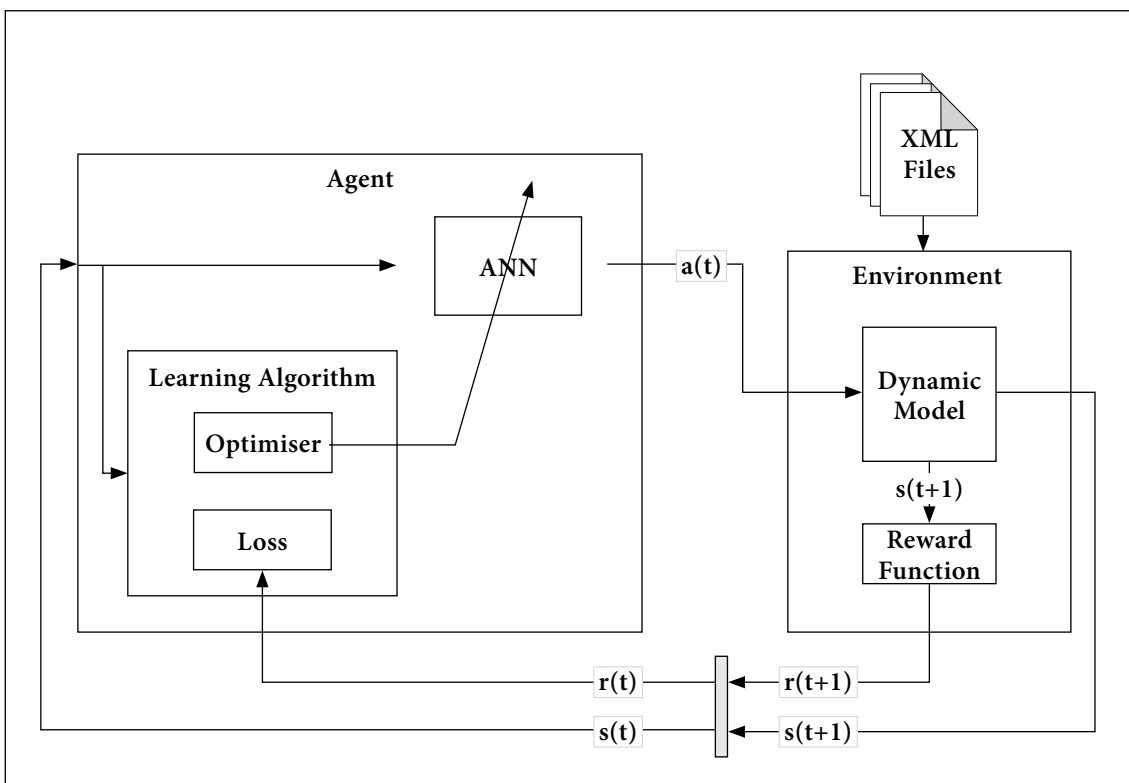 XML
Files
Agent
ANN
a(t)
Environment
Learning Algorithm
Dynamic
Model
Optimiser
s(t+1)
Loss
Reward
Function
r(t)
r(t+1)
s(t)
s(t+1)